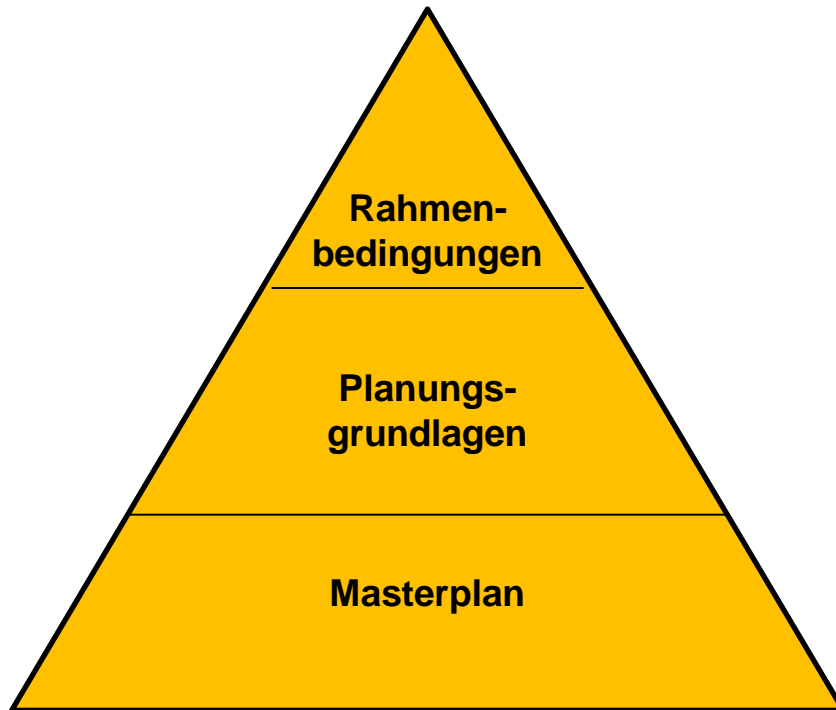 Rahmen-
bedingungen
Planungs-
grundlagen
Masterplan